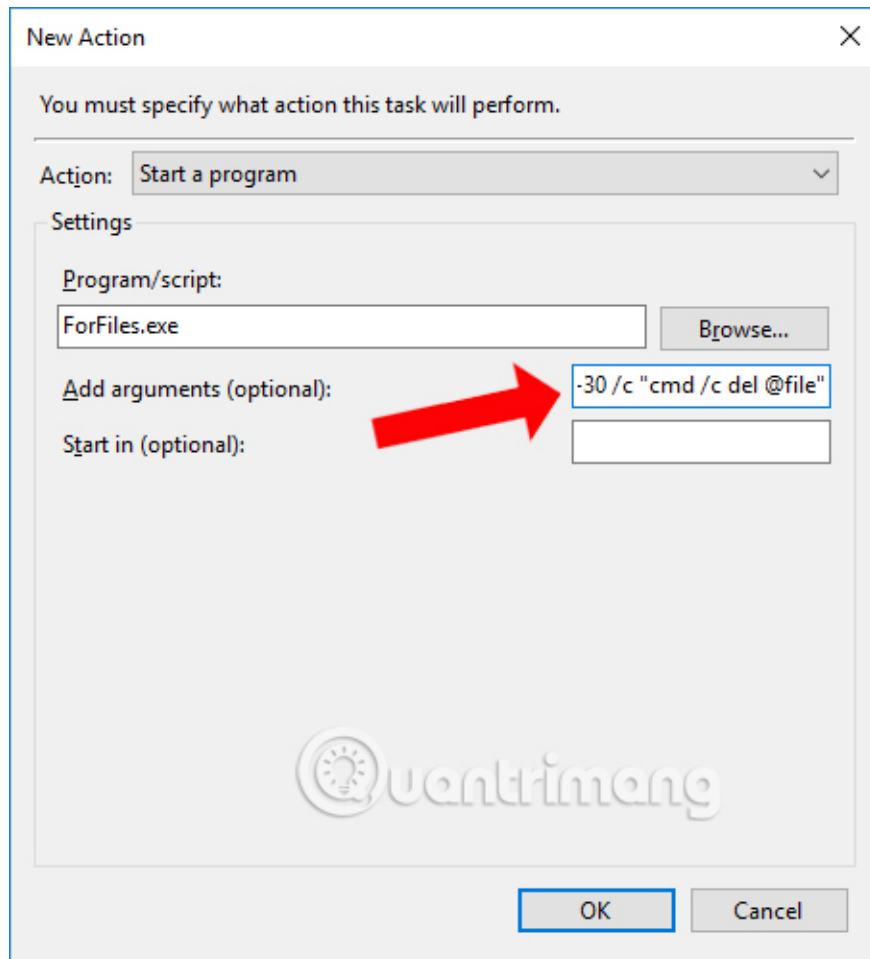 New Action
You must specify what action this task will perform.
Action: Start a program
Settings
Program/script:
ForFiles.exe Browse...
Add arguments (optional): -30 /c "cmd /c del @file"
Start in (optional):
Quantrimang
OK Cancel